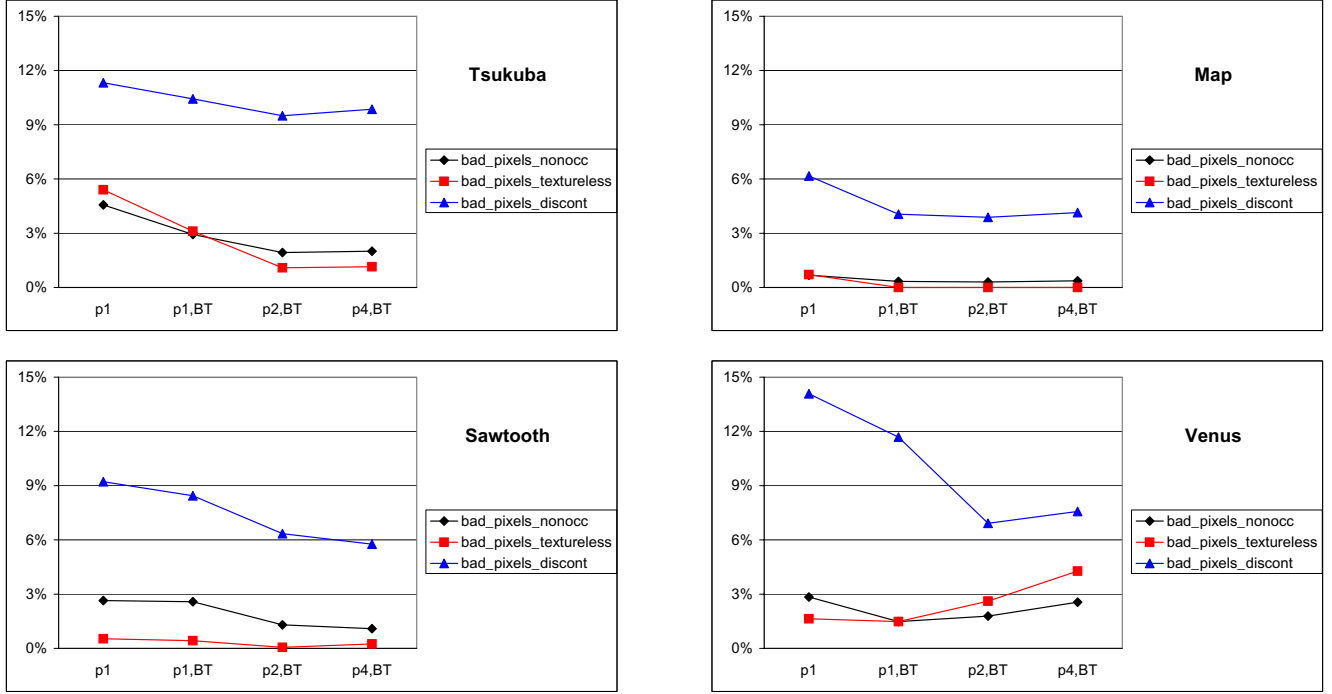 15%
12%
9%
6%
3%
0%
p1
p1,BT
p2,BT
p4,BT
Tsukuba
bad_pixels_nonocc
bad_pixels_textureless
bad_pixels_discont
15%
12%
9%
6%
3%
0%
p1
p1,BT
p2,BT
p4,BT
Map
bad_pixels_nonocc
bad_pixels_textureless
bad_pixels_discont
15%
12%
9%
6%
3%
0%
p1
p1,BT
p2,BT
p4,BT
Sawtooth
bad_pixels_nonocc
bad_pixels_textureless
bad_pixels_discont
15%
12%
9%
6%
3%
0%
p1
p1,BT
p2,BT
p4,BT
Venus
bad_pixels_nonocc
bad_pixels_textureless
bad_pixels_discont